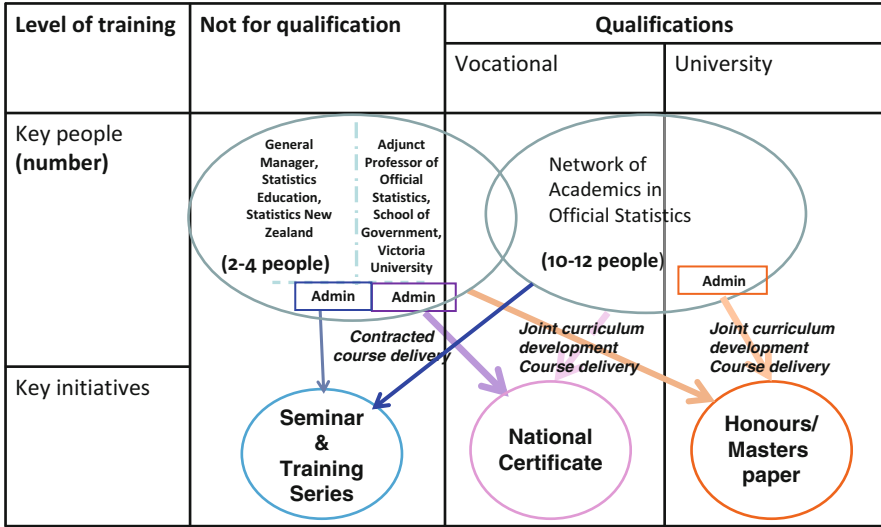 Level of training
Not for qualification
Qualifications
Vocational
University
Key people
(number)
General
Manager,
Statistics
Education,
Statistics New
Zealand
(2-4 people)
Adjunct
Professor of
Official
Statistics,
School of
Government,
Victoria
University
Network of
Academics in
Official Statistics
(10-12 people)
Admin
Admin
Admin
Contracted
course delivery
Joint curriculum
development
Course delivery
Joint curriculum
development
Course delivery
Key initiatives
Seminar
&
Training
Series
National
Certificate
Honours/
Masters
paper